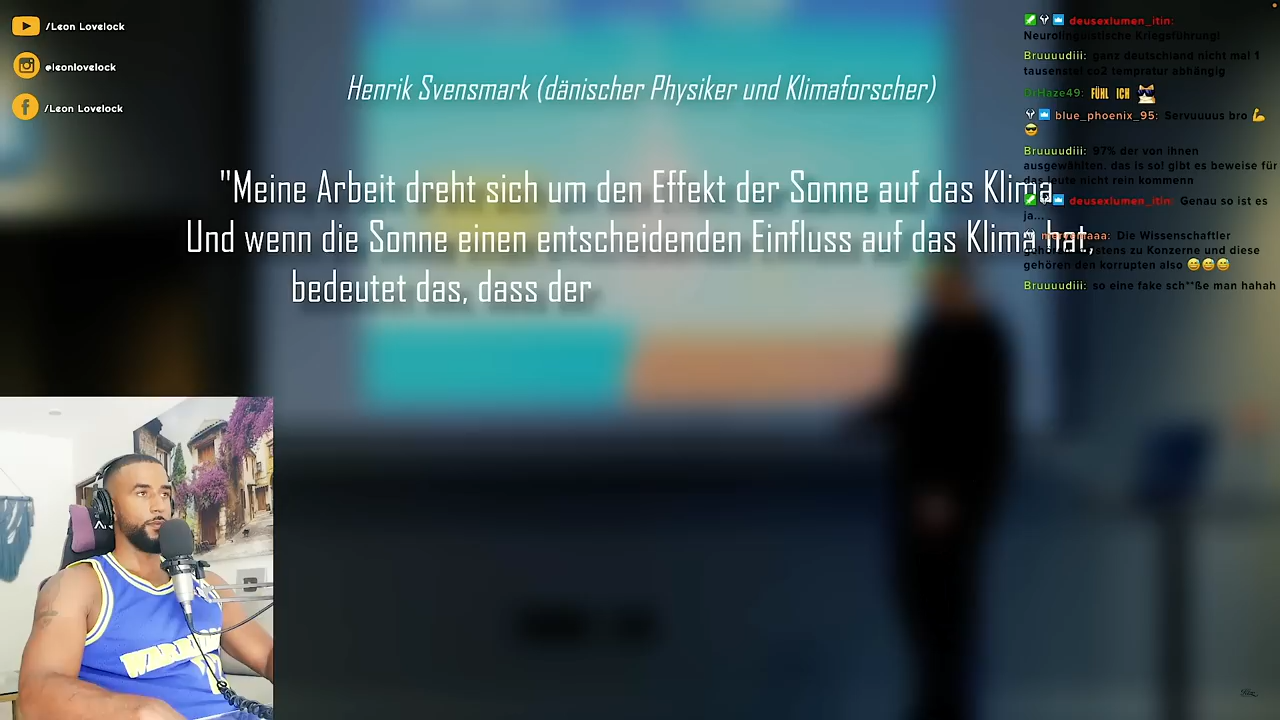 /Leon Lovelock
@leonlovelock
/Leon Lovelock
Henrik Svensmark (dänischer Physiker und Klimaforscher)
"Meine Arbeit dreht sich um den Effekt der Sonne auf das Klima.
Und wenn die Sonne einen entscheidenden Einfluss auf das Klima hat,
bedeutet das, dass der
deusexlumen_itin:
Neurolinguistische Kriegsführung!
Bruuuudiii: ganz deutschland nicht mal 1
tausenstel co2 tempratur abhängig
DrHaze49: FÜHL ICH
blue_phoenix_95: Servuuuus bro 💪
😎
Bruuuudiii: 97% der von ihnen
ausgewählten. das is so! gibt es beweise für
das leute nicht rein kommenn
deusexlumen_itin: Genau so ist es
ja...
Die Wissenschaftler
zu Konzerne und diese
gehören den korrupten also 😅😅😅
Bruuuudiii: so eine fake sch**ße man hahah
WARRIORS